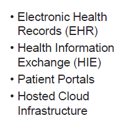 • Electronic Health
Records (EHR)
• Health Information
Exchange (HIE)
• Patient Portals
• Hosted Cloud
Infrastructure